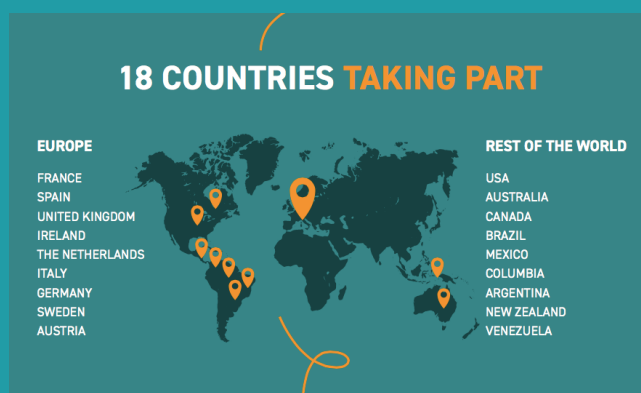 18 COUNTRIES TAKING PART
EUROPE
FRANCE
SPAIN
UNITED KINGDOM
IRELAND
THE NETHERLANDS
ITALY
GERMANY
SWEDEN
AUSTRIA
REST OF THE WORLD
USA
AUSTRALIA
CANADA
BRAZIL
MEXICO
COLUMBIA
ARGENTINA
NEW ZEALAND
VENEZUELA